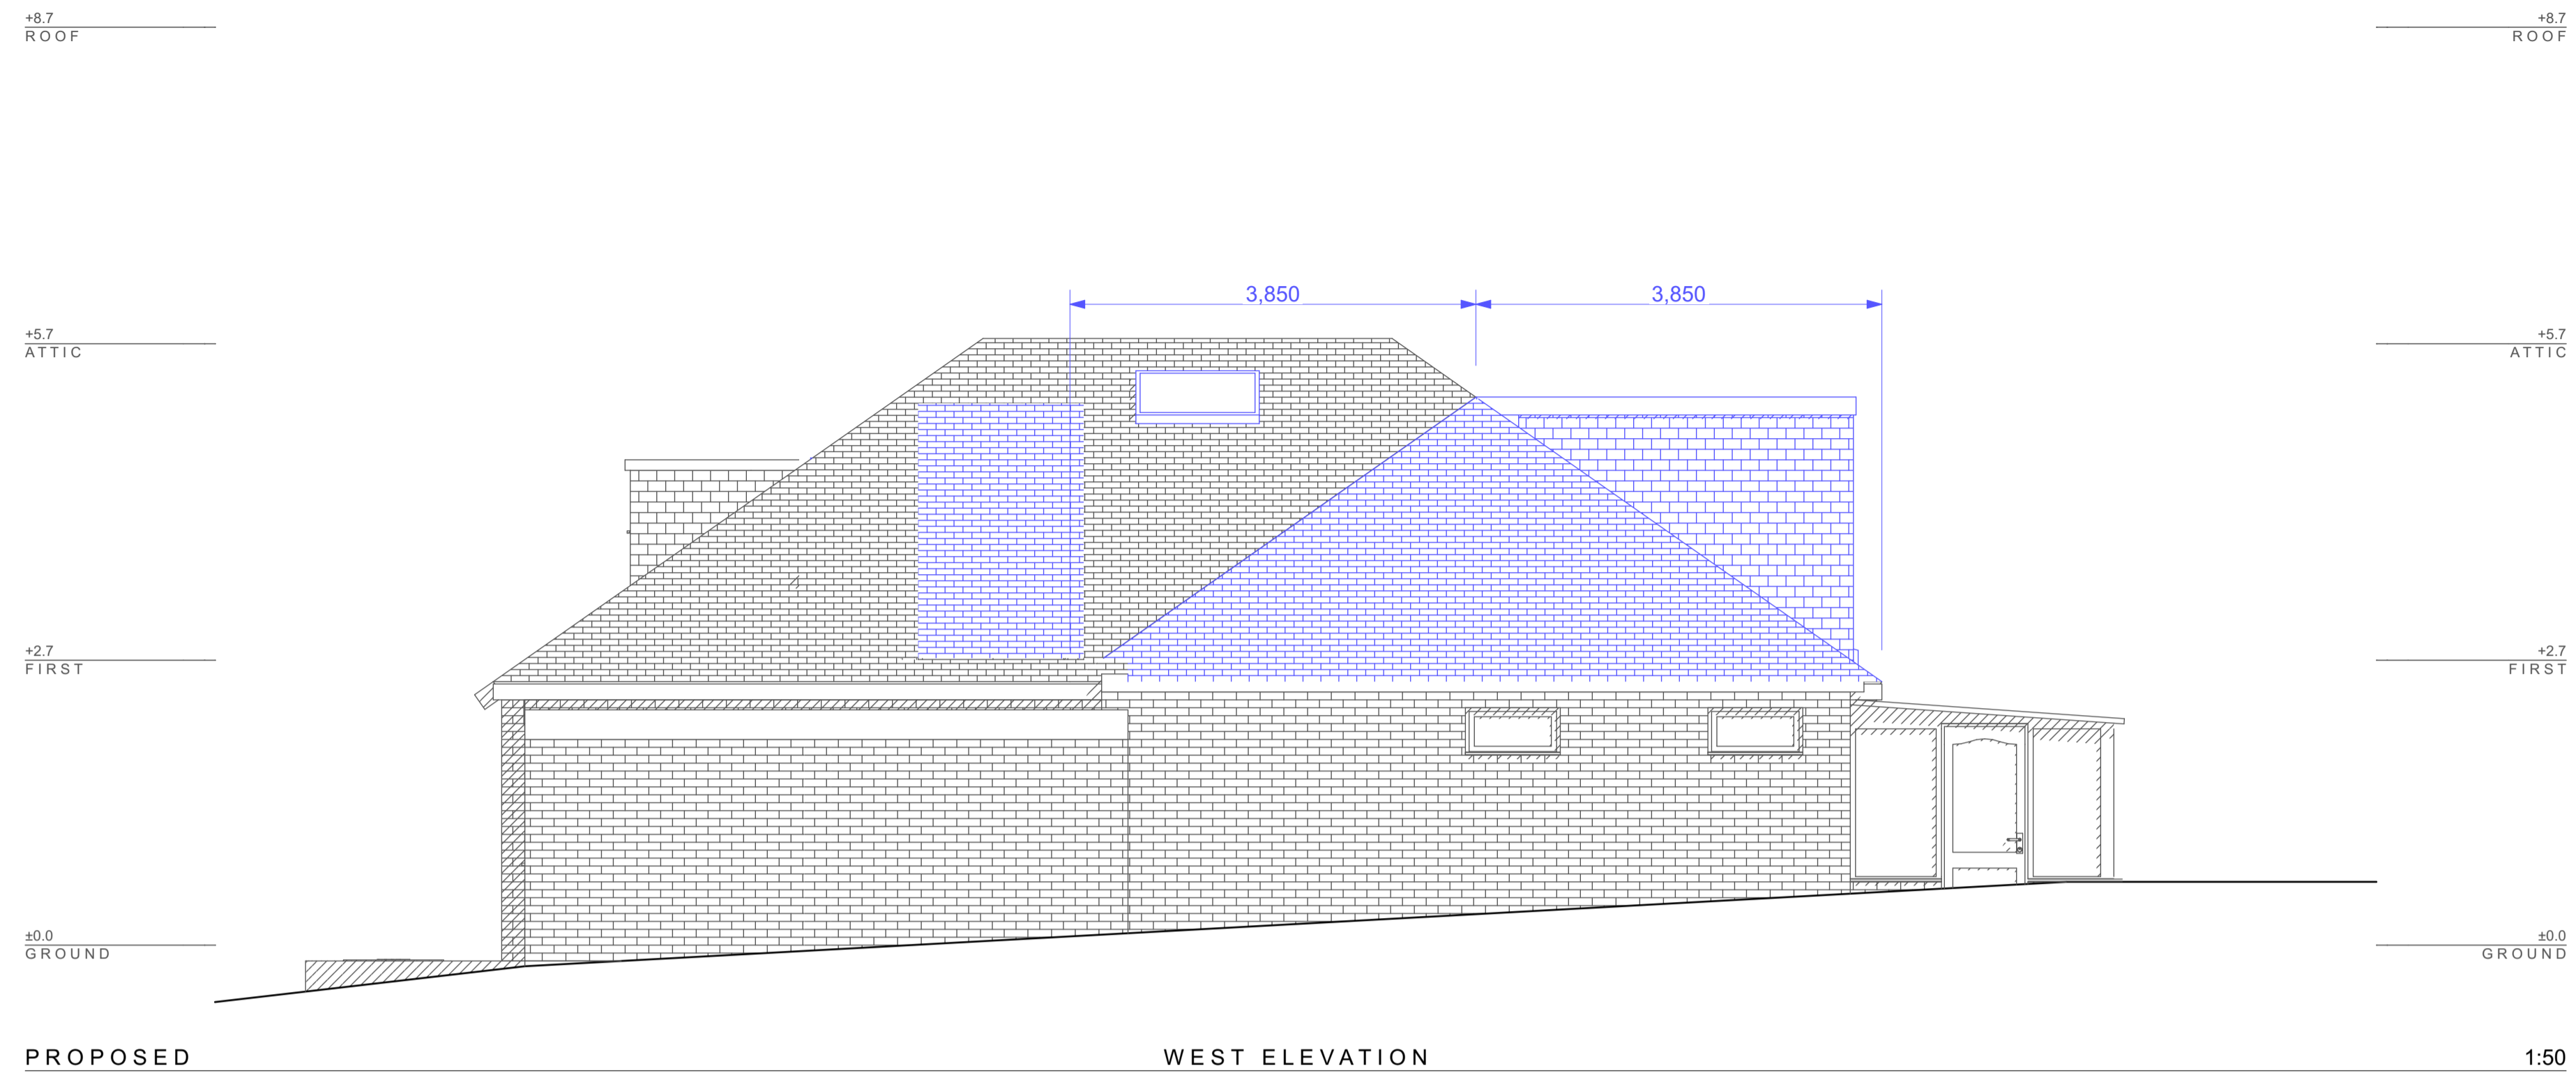 +8.7
ROOF
+8.7
ROOF
3,850
3,850
+5.7
ATTIC
+5.7
ATTIC
+2.7
FIRST
+2.7
FIRST
±0.0
GROUND
±0.0
GROUND
PROPOSED
WEST ELEVATION
1:50